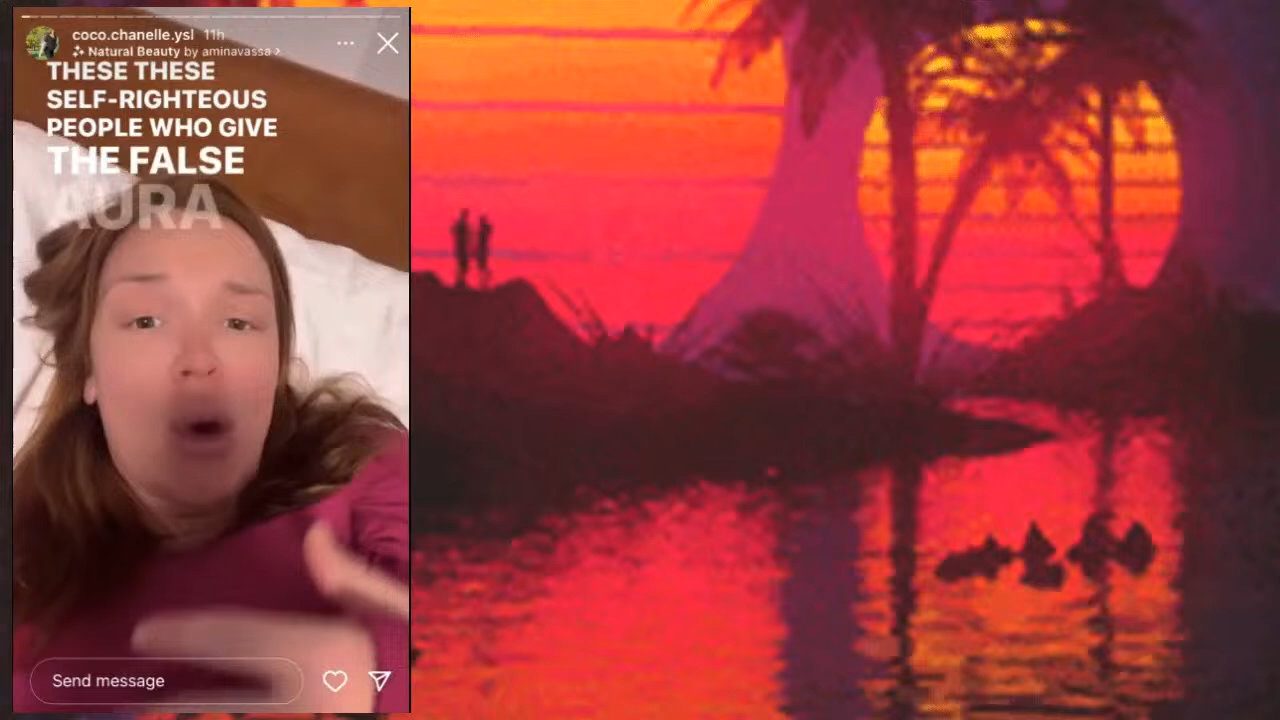 coco.chanelle.ysl 11h
Natural Beauty by aminavassa >
THESE THESE
SELF-RIGHTEOUS
PEOPLE WHO GIVE
THE FALSE
AURA
Send message